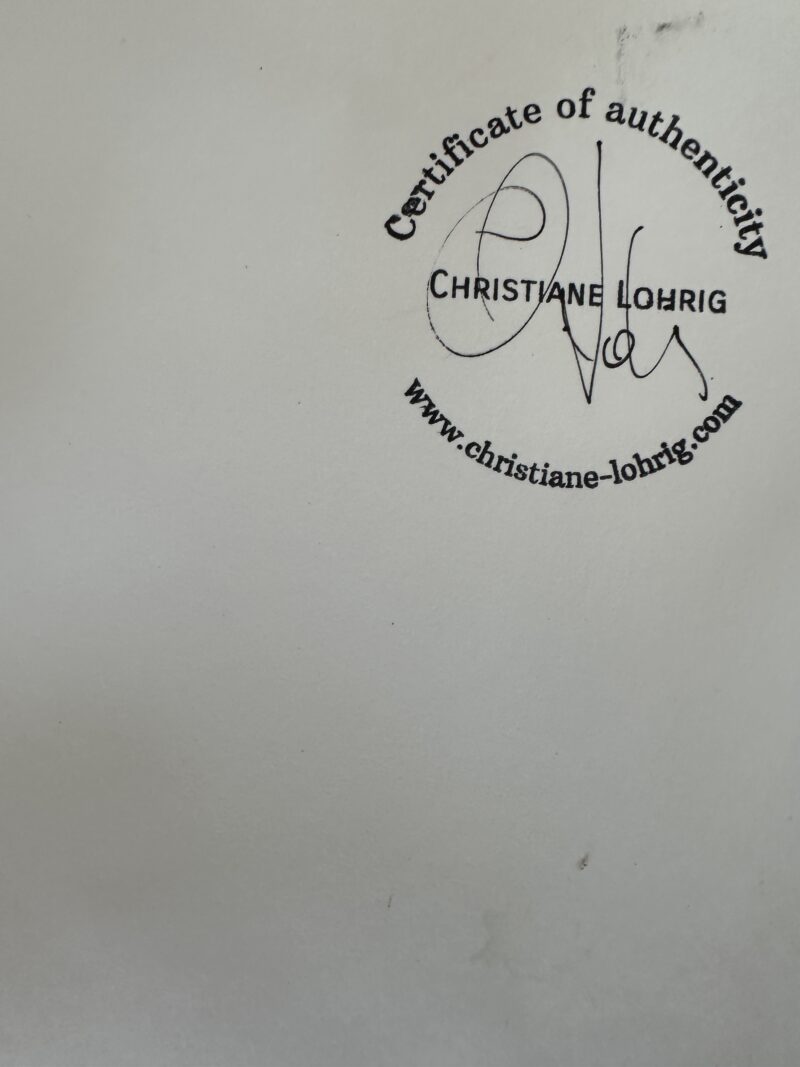 Certificate of authenticity
CHRISTIANE LOHRIG
www.christiane-lohrig.com